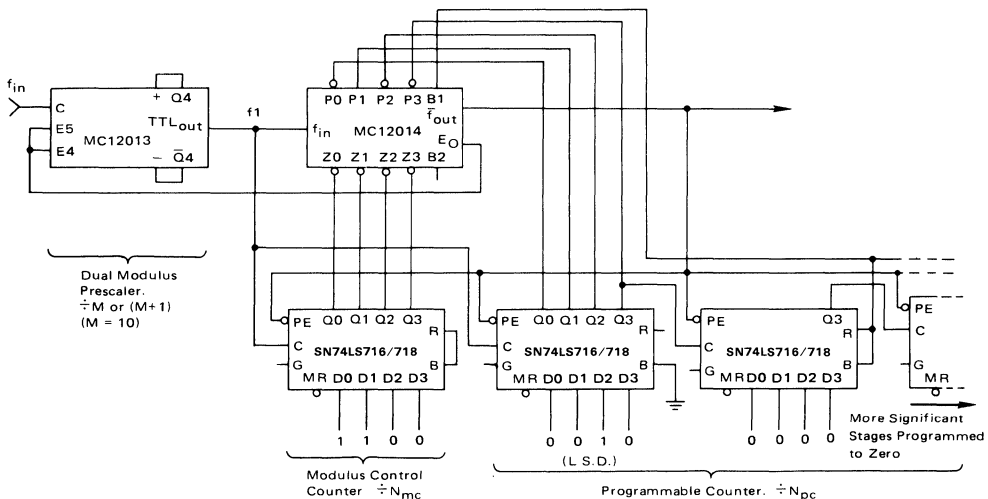 f_in
C
E5
E4
+ Q4
TTL_out
MC12013
− Q̅4
f1
P0 P1 P2 P3 B1
f_in
MC12014
f̅_out
E_O
Z0 Z1 Z2 Z3 B2
Dual Modulus
Prescaler.
÷M or (M+1)
(M = 10)
PE
Q0 Q1 Q2 Q3
R
C
SN74LS716/718
G
B
MR D0 D1 D2 D3
1 1 0 0
Modulus Control
Counter ÷N_mc
PE
Q0 Q1 Q2 Q3
R
C
SN74LS716/718
G
B
MR D0 D1 D2 D3
0 0 1 0
(L S.D.)
PE
Q3
R
C
SN74LS716/718
G
B
MR D0 D1 D2 D3
0 0 0 0
PE
C
G
MR
More Significant
Stages Programmed
to Zero
Programmable Counter. ÷N_pc